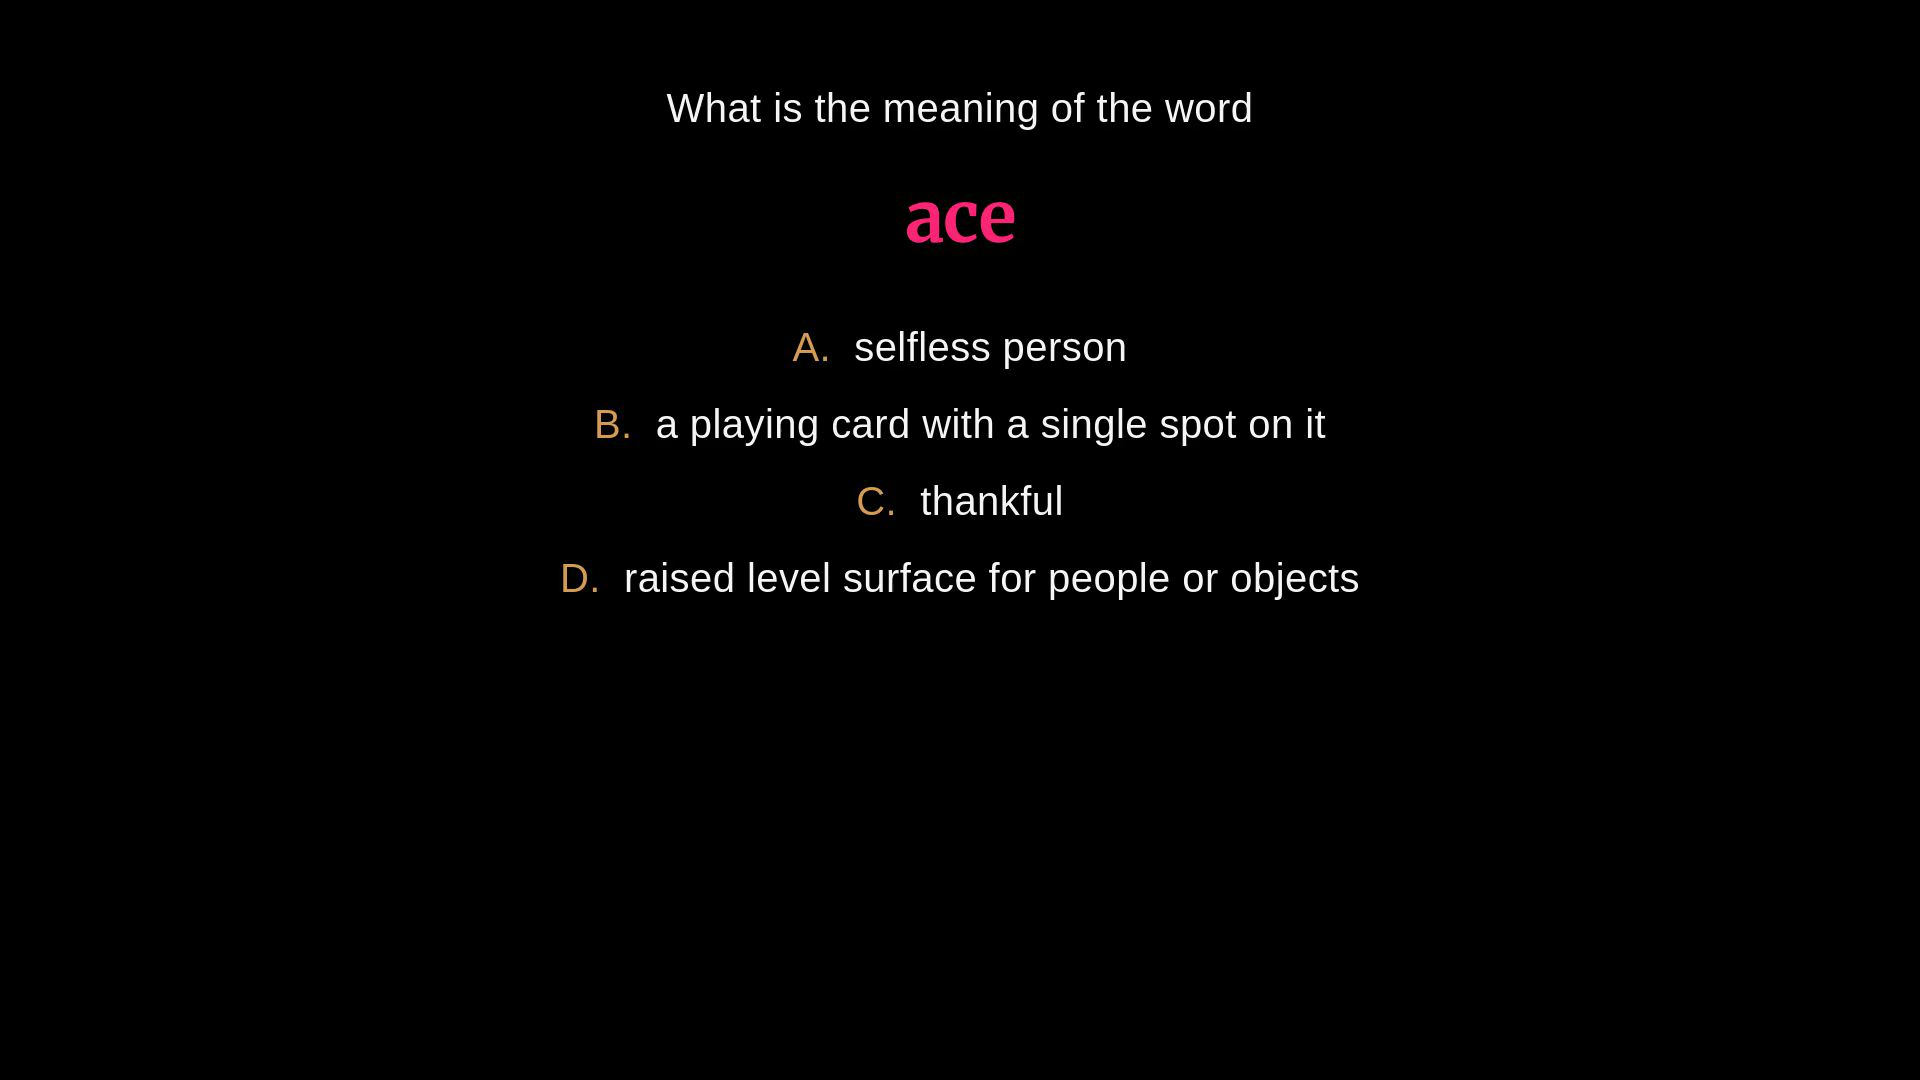 What is the meaning of the word
ace
A. selfless person
B. a playing card with a single spot on it
C. thankful
D. raised level surface for people or objects